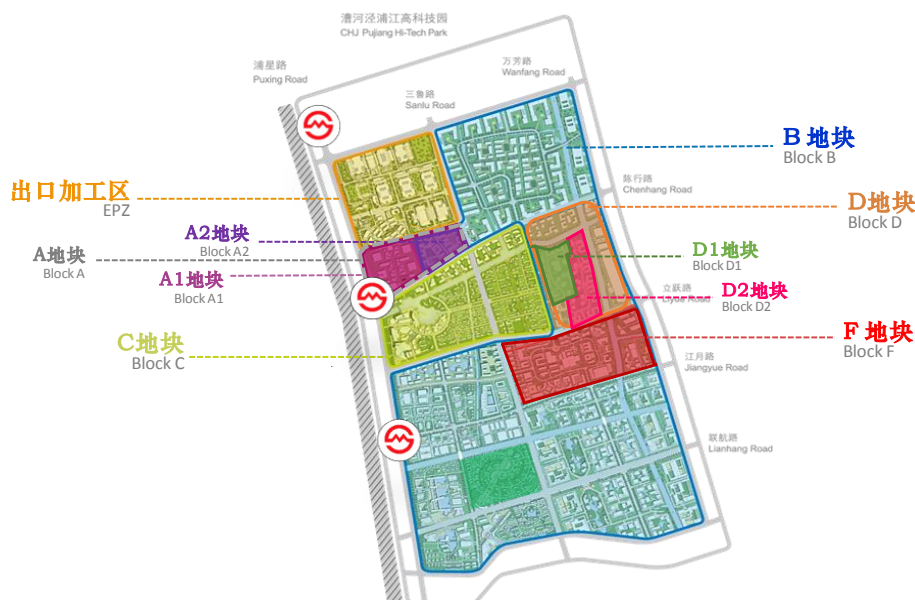 漕河泾浦江高科技园
CHJ Pujiang Hi-Tech Park
浦星路
Puxing Road
万芳路
Wanfang Road
三鲁路
Sanlu Road
B 地块
Block B
陈行路
Chenhang Road
出口加工区
EPZ
D地块
Block D
A2地块
Block A2
A地块
Block A
D1地块
Block D1
A1地块
Block A1
立跃路
D2地块
Block D2
C地块
Block C
F 地块
Block F
江月路
Jiangyue Road
联航路
Lianhang Road